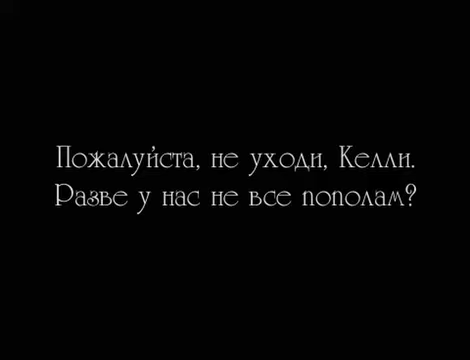 Пожалуйста, не уходи, Келли.
Разве у нас не все пополам?